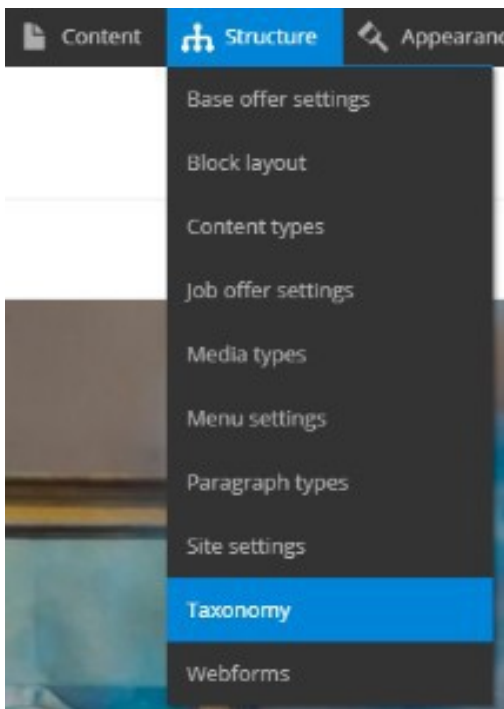 Content Structure Appearanc
Base offer settings
Block layout
Content types
Job offer settings
Media types
Menu settings
Paragraph types
Site settings
Taxonomy
Webforms